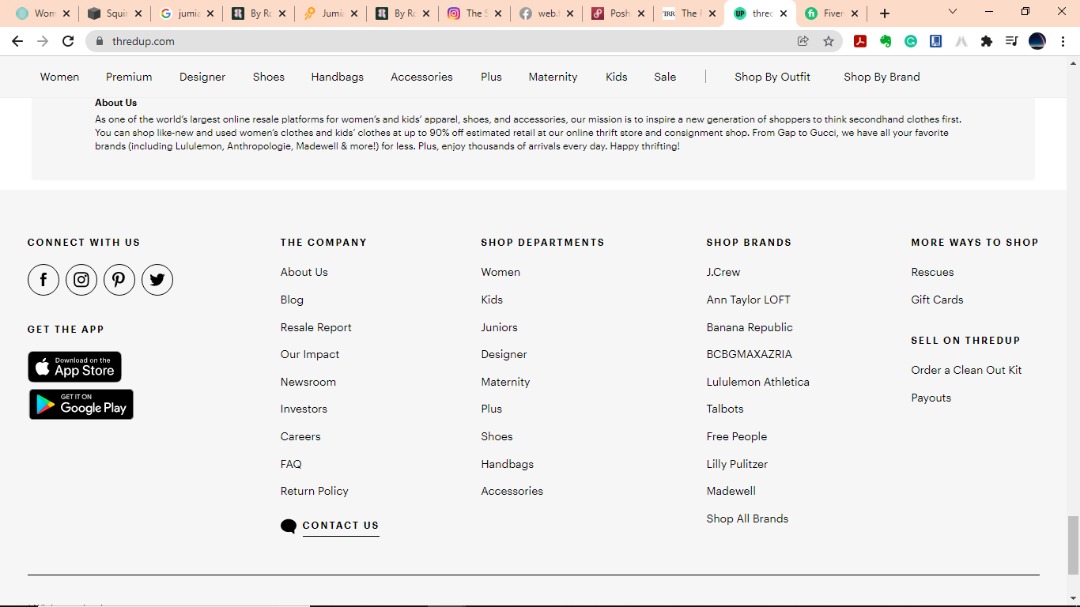 Wom
Squir
jumia
By Ro
Jumi
By Ro
The S
web.f
Posh
TRR The R
UP thred
Fiver
thredup.com
Women Premium Designer Shoes Handbags Accessories Plus Maternity Kids Sale Shop By Outfit Shop By Brand
About Us
As one of the world's largest online resale platforms for women's and kids' apparel, shoes, and accessories, our mission is to inspire a new generation of shoppers to think secondhand clothes first.
You can shop like-new and used women's clothes and kids' clothes at up to 90% off estimated retail at our online thrift store and consignment shop. From Gap to Gucci, we have all your favorite
brands (including Lululemon, Anthropologie, Madewell & more!) for less. Plus, enjoy thousands of arrivals every day. Happy thrifting!
CONNECT WITH US
GET THE APP
Download on the
App Store
GET IT ON
Google Play
THE COMPANY
About Us
Blog
Resale Report
Our Impact
Newsroom
Investors
Careers
FAQ
Return Policy
CONTACT US
SHOP DEPARTMENTS
Women
Kids
Juniors
Designer
Maternity
Plus
Shoes
Handbags
Accessories
SHOP BRANDS
J.Crew
Ann Taylor LOFT
Banana Republic
BCBGMAXAZRIA
Lululemon Athletica
Talbots
Free People
Lilly Pulitzer
Madewell
Shop All Brands
MORE WAYS TO SHOP
Rescues
Gift Cards
SELL ON THREDUP
Order a Clean Out Kit
Payouts